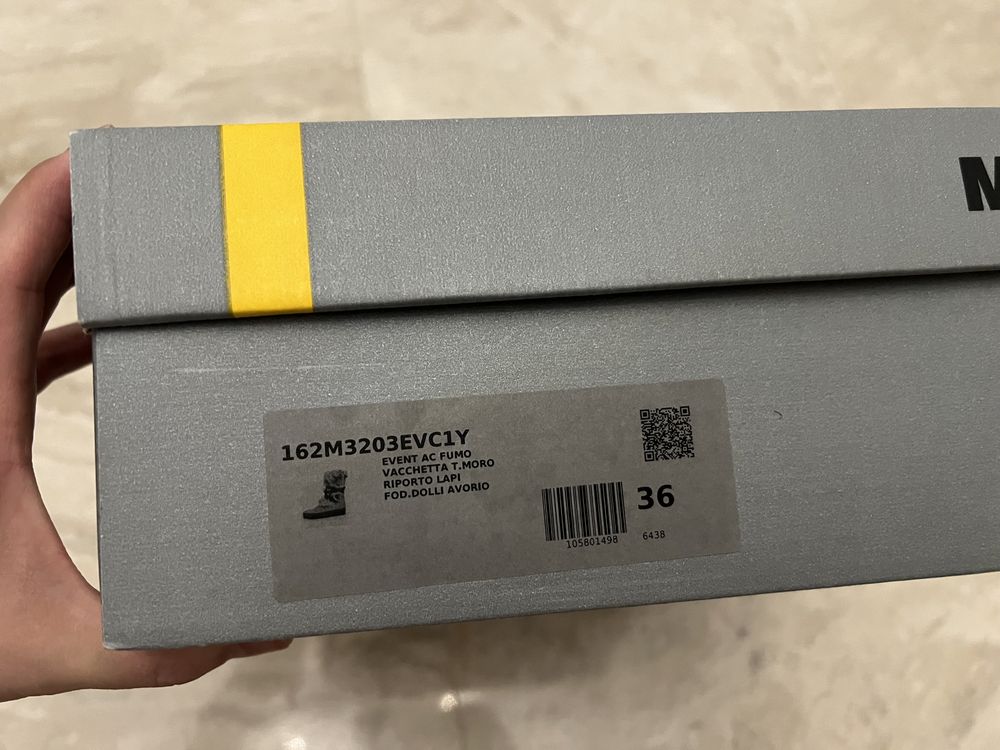 M
162M3203EVC1Y
EVENT AC FUMO
VACCHETTA T.MORO
RIPORTO LAPI
FOD.DOLLI AVORIO
36
105801498
6438